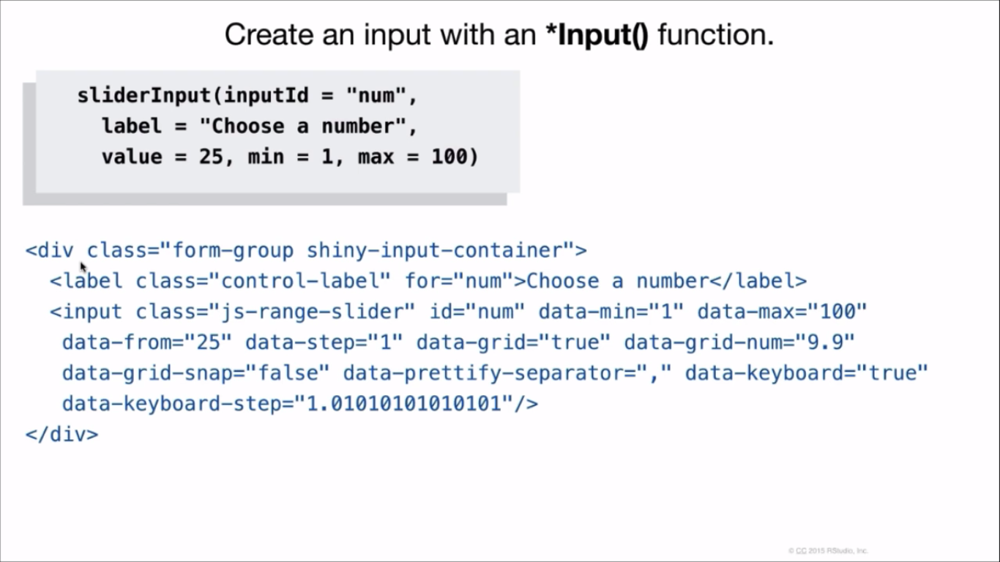 Create an input with an *Input() function.
sliderInput(inputId = "num",
label = "Choose a number",
value = 25, min = 1, max = 100)
<div class="form-group shiny-input-container">
<label class="control-label" for="num">Choose a number</label>
<input class="js-range-slider" id="num" data-min="1" data-max="100"
data-from="25" data-step="1" data-grid="true" data-grid-num="9.9"
data-grid-snap="false" data-prettify-separator="," data-keyboard="true"
data-keyboard-step="1.01010101010101"/>
</div>
© CC 2015 RStudio, Inc.